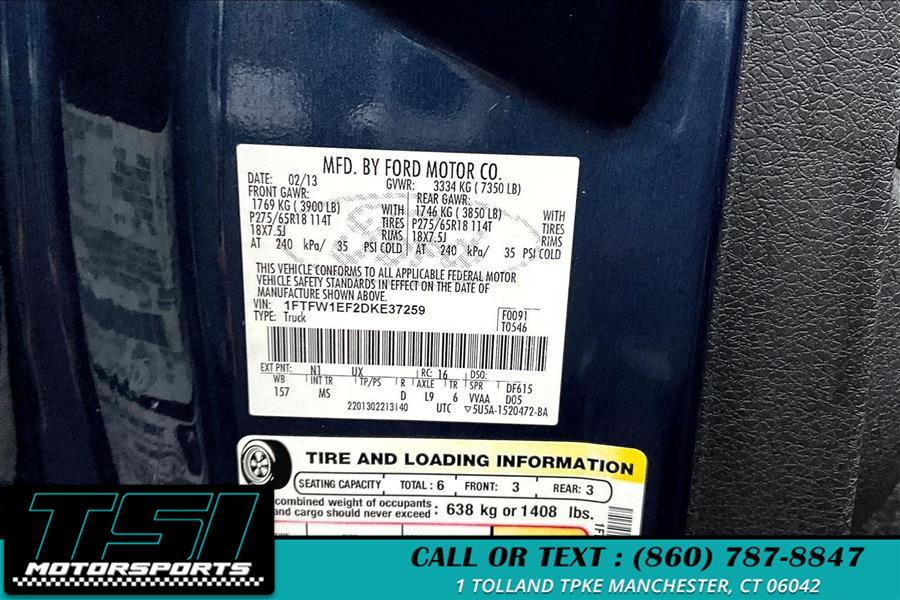 MFD. BY FORD MOTOR CO.
DATE: 02/13 GVWR: 3334 KG ( 7350 LB)
FRONT GAWR: REAR GAWR:
1769 KG ( 3900 LB) WITH 1746 KG ( 3850 LB) WITH
P275/65R18 114T TIRES P275/65R18 114T TIRES
18X7.5J RIMS 18X7.5J RIMS
AT 240 kPa/ 35 PSI COLD AT 240 kPa/ 35 PSI COLD
THIS VEHICLE CONFORMS TO ALL APPLICABLE FEDERAL MOTOR
VEHICLE SAFETY STANDARDS IN EFFECT ON THE DATE OF
MANUFACTURE SHOWN ABOVE.
VIN: 1FTFW1EF2DKE37259 F0091
TYPE: Truck T0546
EXT PNT: N1 UX RC: 16 DSO:
WB INT TR TP/PS R AXLE TR SPR DF615
157 MS D L9 6 VVAA D05
2201302213140 UTC ▽5U5A-1520472-BA
TIRE AND LOADING INFORMATION
SEATING CAPACITY TOTAL : 6 FRONT: 3 REAR: 3
combined weight of occupants
and cargo should never exceed : 638 kg or 1408 lbs.
TSI
MOTORSPORTS
CALL OR TEXT : (860) 787-8847
1 TOLLAND TPKE MANCHESTER, CT 06042